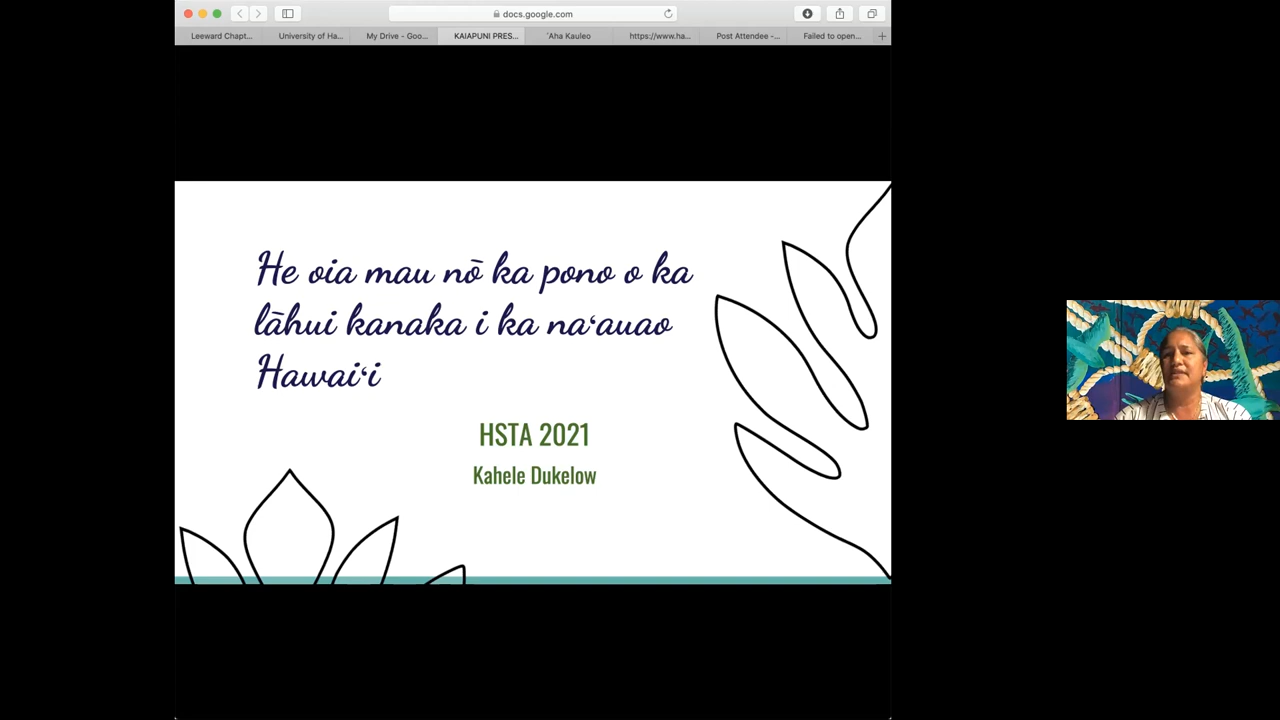 docs.google.com
Leeward Chapt...
University of Ha...
My Drive - Goo...
KAIAPUNI PRES...
ʻAha Kauleo
https://www.ha...
Post Attendee -...
Failed to open...
He oia mau nō ka pono o ka
lāhui kanaka i ka naʻauao
Hawaiʻi
HSTA 2021
Kahele Dukelow